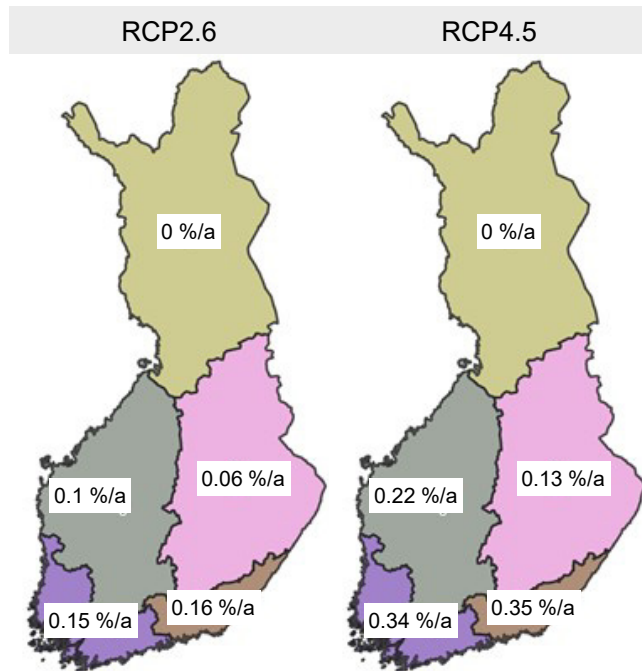 RCP2.6 RCP4.5
0 %/a 0 %/a
0.06 %/a 0.13 %/a
0.1 %/a 0.22 %/a
0.16 %/a 0.35 %/a
0.15 %/a 0.34 %/a